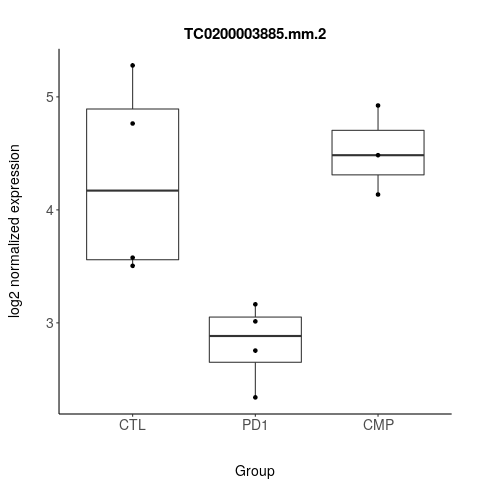 TC0200003885.mm.2
log2 normalized expression
5
4
3
CTL PD1 CMP
Group